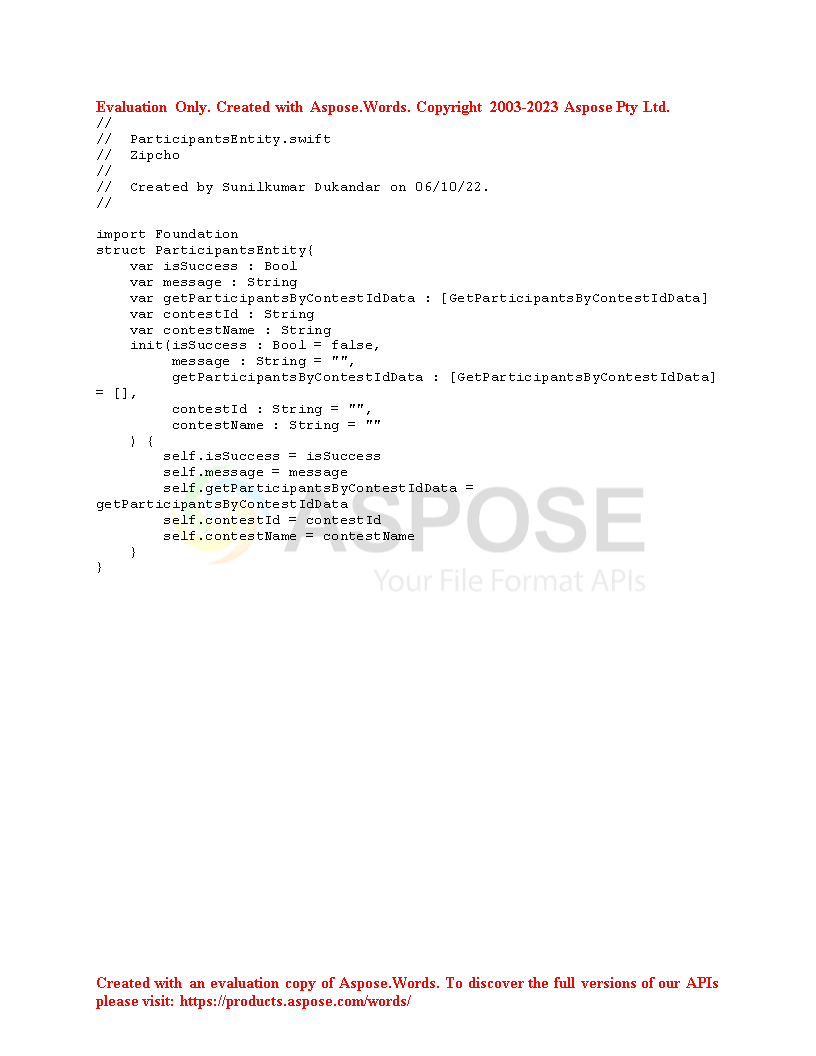 Evaluation Only. Created with Aspose.Words. Copyright 2003-2023 Aspose Pty Ltd.
//
//  ParticipantsEntity.swift
//  Zipcho
//
//  Created by Sunilkumar Dukandar on 06/10/22.
//

import Foundation
struct ParticipantsEntity{
    var isSuccess : Bool
    var message : String
    var getParticipantsByContestIdData : [GetParticipantsByContestIdData]
    var contestId : String
    var contestName : String
    init(isSuccess : Bool = false,
         message : String = "",
         getParticipantsByContestIdData : [GetParticipantsByContestIdData]
= [],
         contestId : String = "",
         contestName : String = ""
    ) {
        self.isSuccess = isSuccess
        self.message = message
        self.getParticipantsByContestIdData =
getParticipantsByContestIdData
        self.contestId = contestId
        self.contestName = contestName
    }
}
ASPOSE
Your File Format APIs
Created with an evaluation copy of Aspose.Words. To discover the full versions of our APIs
please visit: https://products.aspose.com/words/